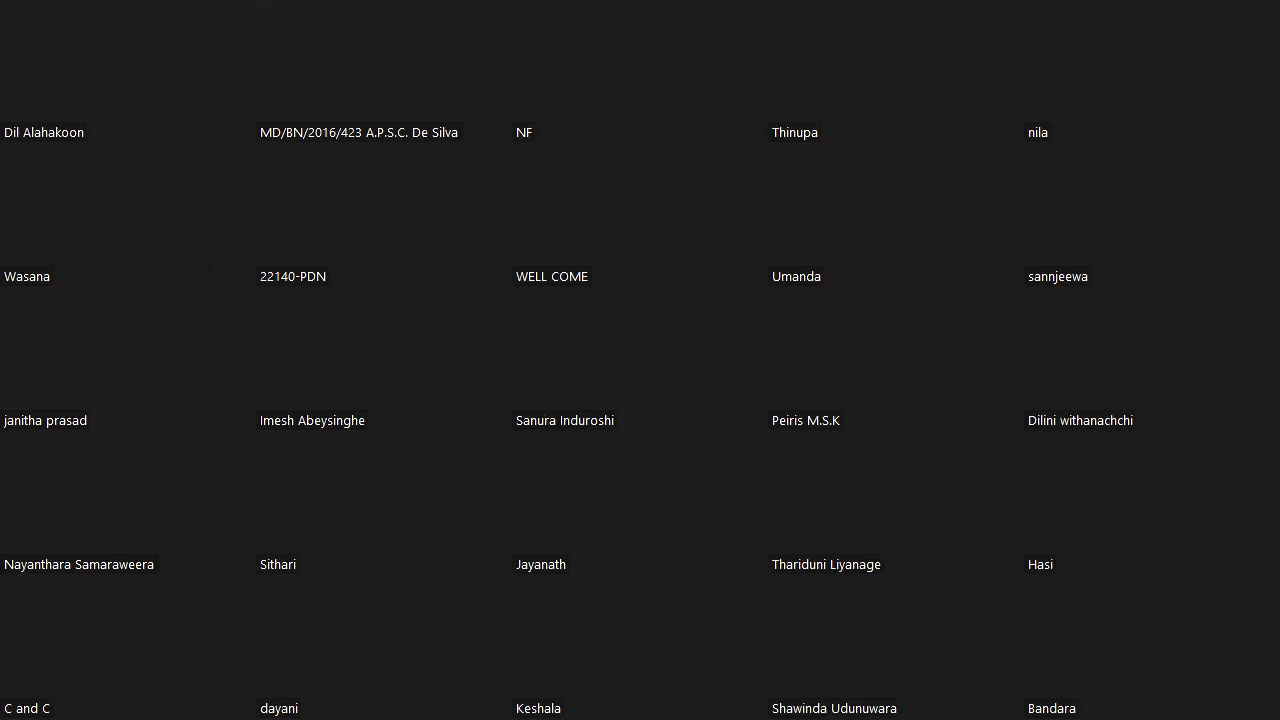 Dil Alahakoon
MD/BN/2016/423 A.P.S.C. De Silva
NF
Thinupa
nila
Wasana
22140-PDN
WELL COME
Umanda
sannjeewa
janitha prasad
Imesh Abeysinghe
Sanura Induroshi
Peiris M.S.K
Dilini withanachchi
Nayanthara Samaraweera
Sithari
Jayanath
Thariduni Liyanage
Hasi
C and C
dayani
Keshala
Shawinda Udunuwara
Bandara